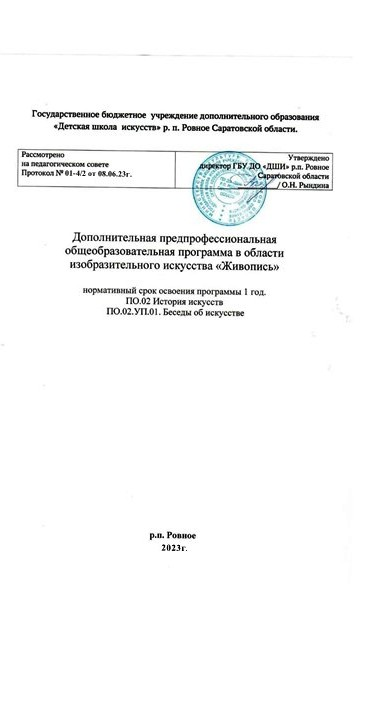 Государственное бюджетное учреждение дополнительного образования
«Детская школа искусств» р. п. Ровное Саратовской области.
Рассмотрено
на педагогическом совете
Протокол № 01-4/2 от 08.06.23г.
Утверждено
директор ГБУ ДО «ДШИ» р.п. Ровное
Саратовской области
/ О.Н. Рындина
Дополнительная предпрофессиональная
общеобразовательная программа в области
изобразительного искусства «Живопись»
нормативный срок освоения программы 1 год.
ПО.02 История искусств
ПО.02.УП.01. Беседы об искусстве
р.п. Ровное
2023г.